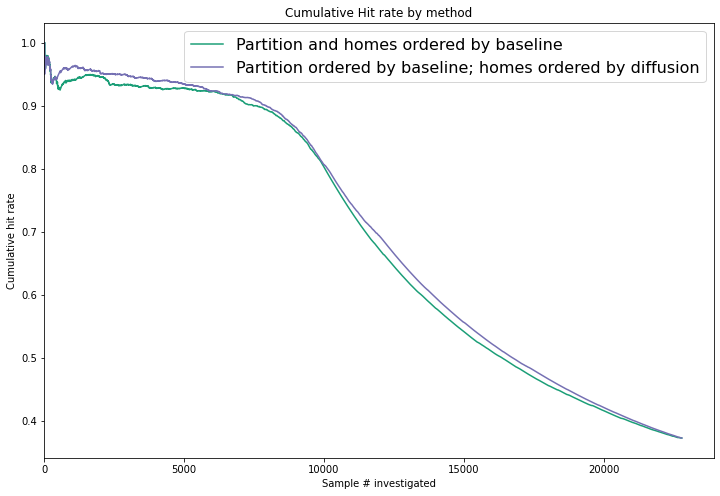 Cumulative Hit rate by method
Partition and homes ordered by baseline
Partition ordered by baseline; homes ordered by diffusion
Cumulative hit rate
1.0
0.9
0.8
0.7
0.6
0.5
0.4
0
5000
10000
15000
20000
Sample # investigated